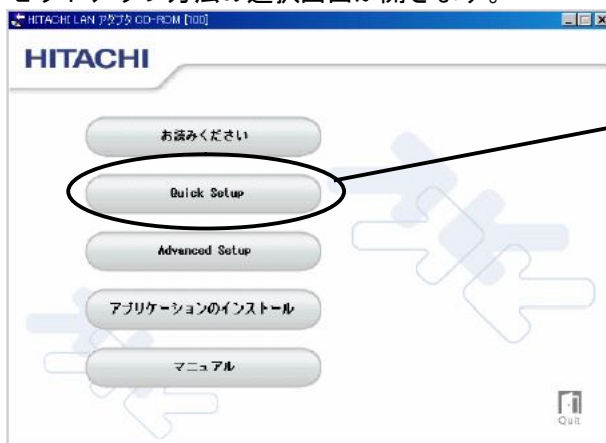 セットアップ方法の選択画面が開きます。
HITACHI LAN アダプタ CD-ROM [100]
HITACHI
お読みください
Quick Setup
Advanced Setup
アプリケーションのインストール
マニュアル
Quit